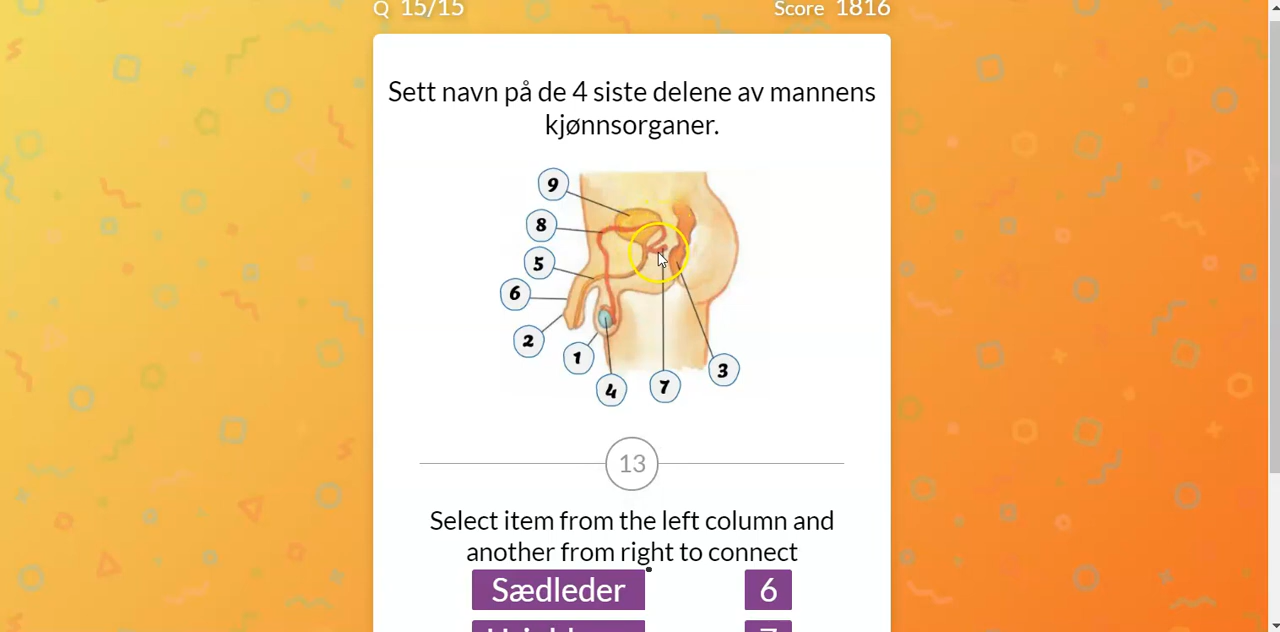 Q 15/15
Score 1816
Sett navn på de 4 siste delene av mannens
kjønnsorganer.
9
8
5
6
2
1
4
7
3
13
Select item from the left column and
another from right to connect
Sædleder
6
7